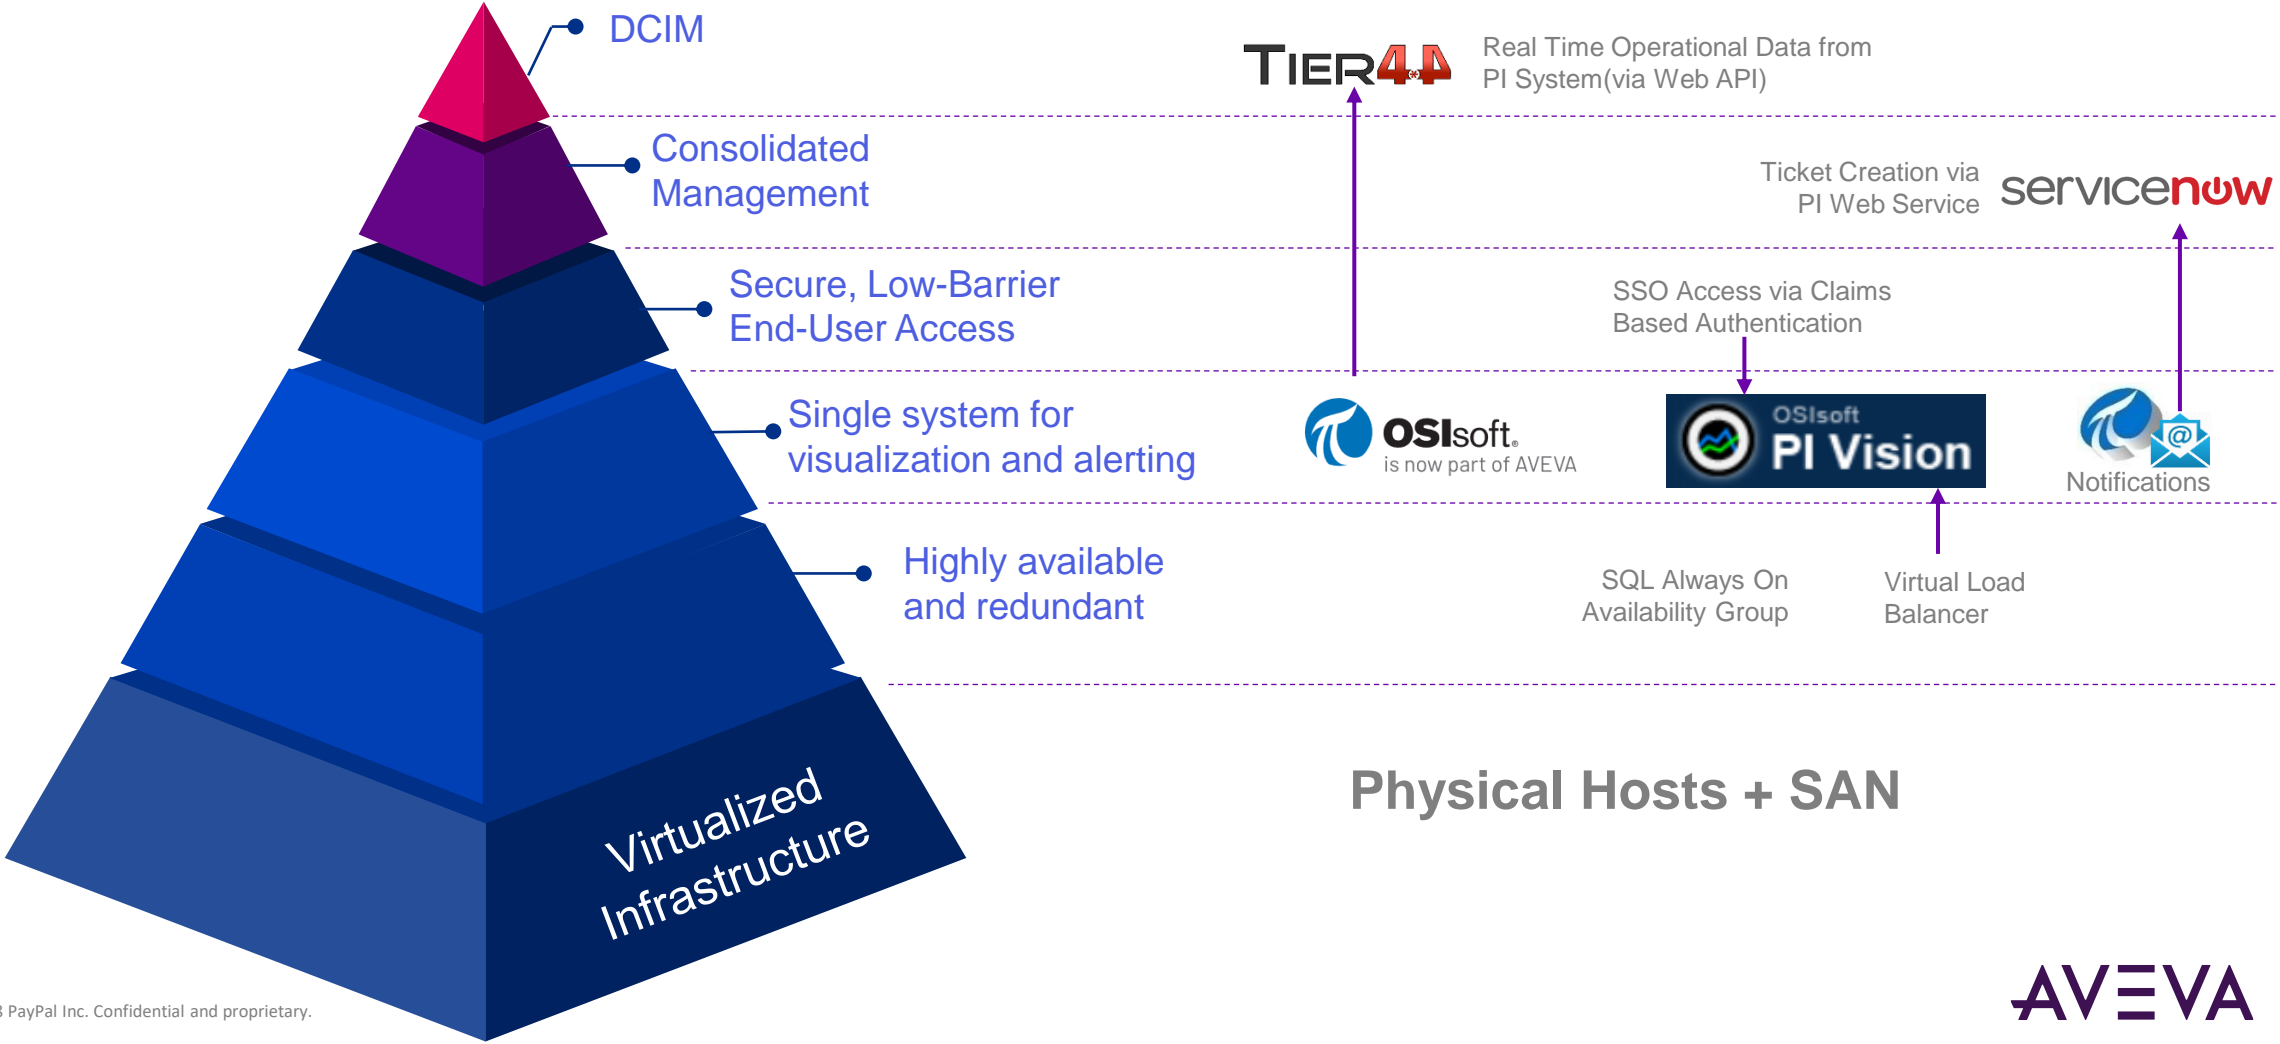 DCIM
TIER44
Real Time Operational Data from
PI System(via Web API)
Consolidated
Management
Ticket Creation via
PI Web Service
servicenow
Secure, Low-Barrier
End-User Access
SSO Access via Claims
Based Authentication
Single system for
visualization and alerting
OSIsoft.
is now part of AVEVA
OSIsoft
PI Vision
@
Notifications
Highly available
and redundant
SQL Always On
Availability Group
Virtual Load
Balancer
Virtualized
Infrastructure
Physical Hosts + SAN
PayPal Inc. Confidential and proprietary.
AVEVA